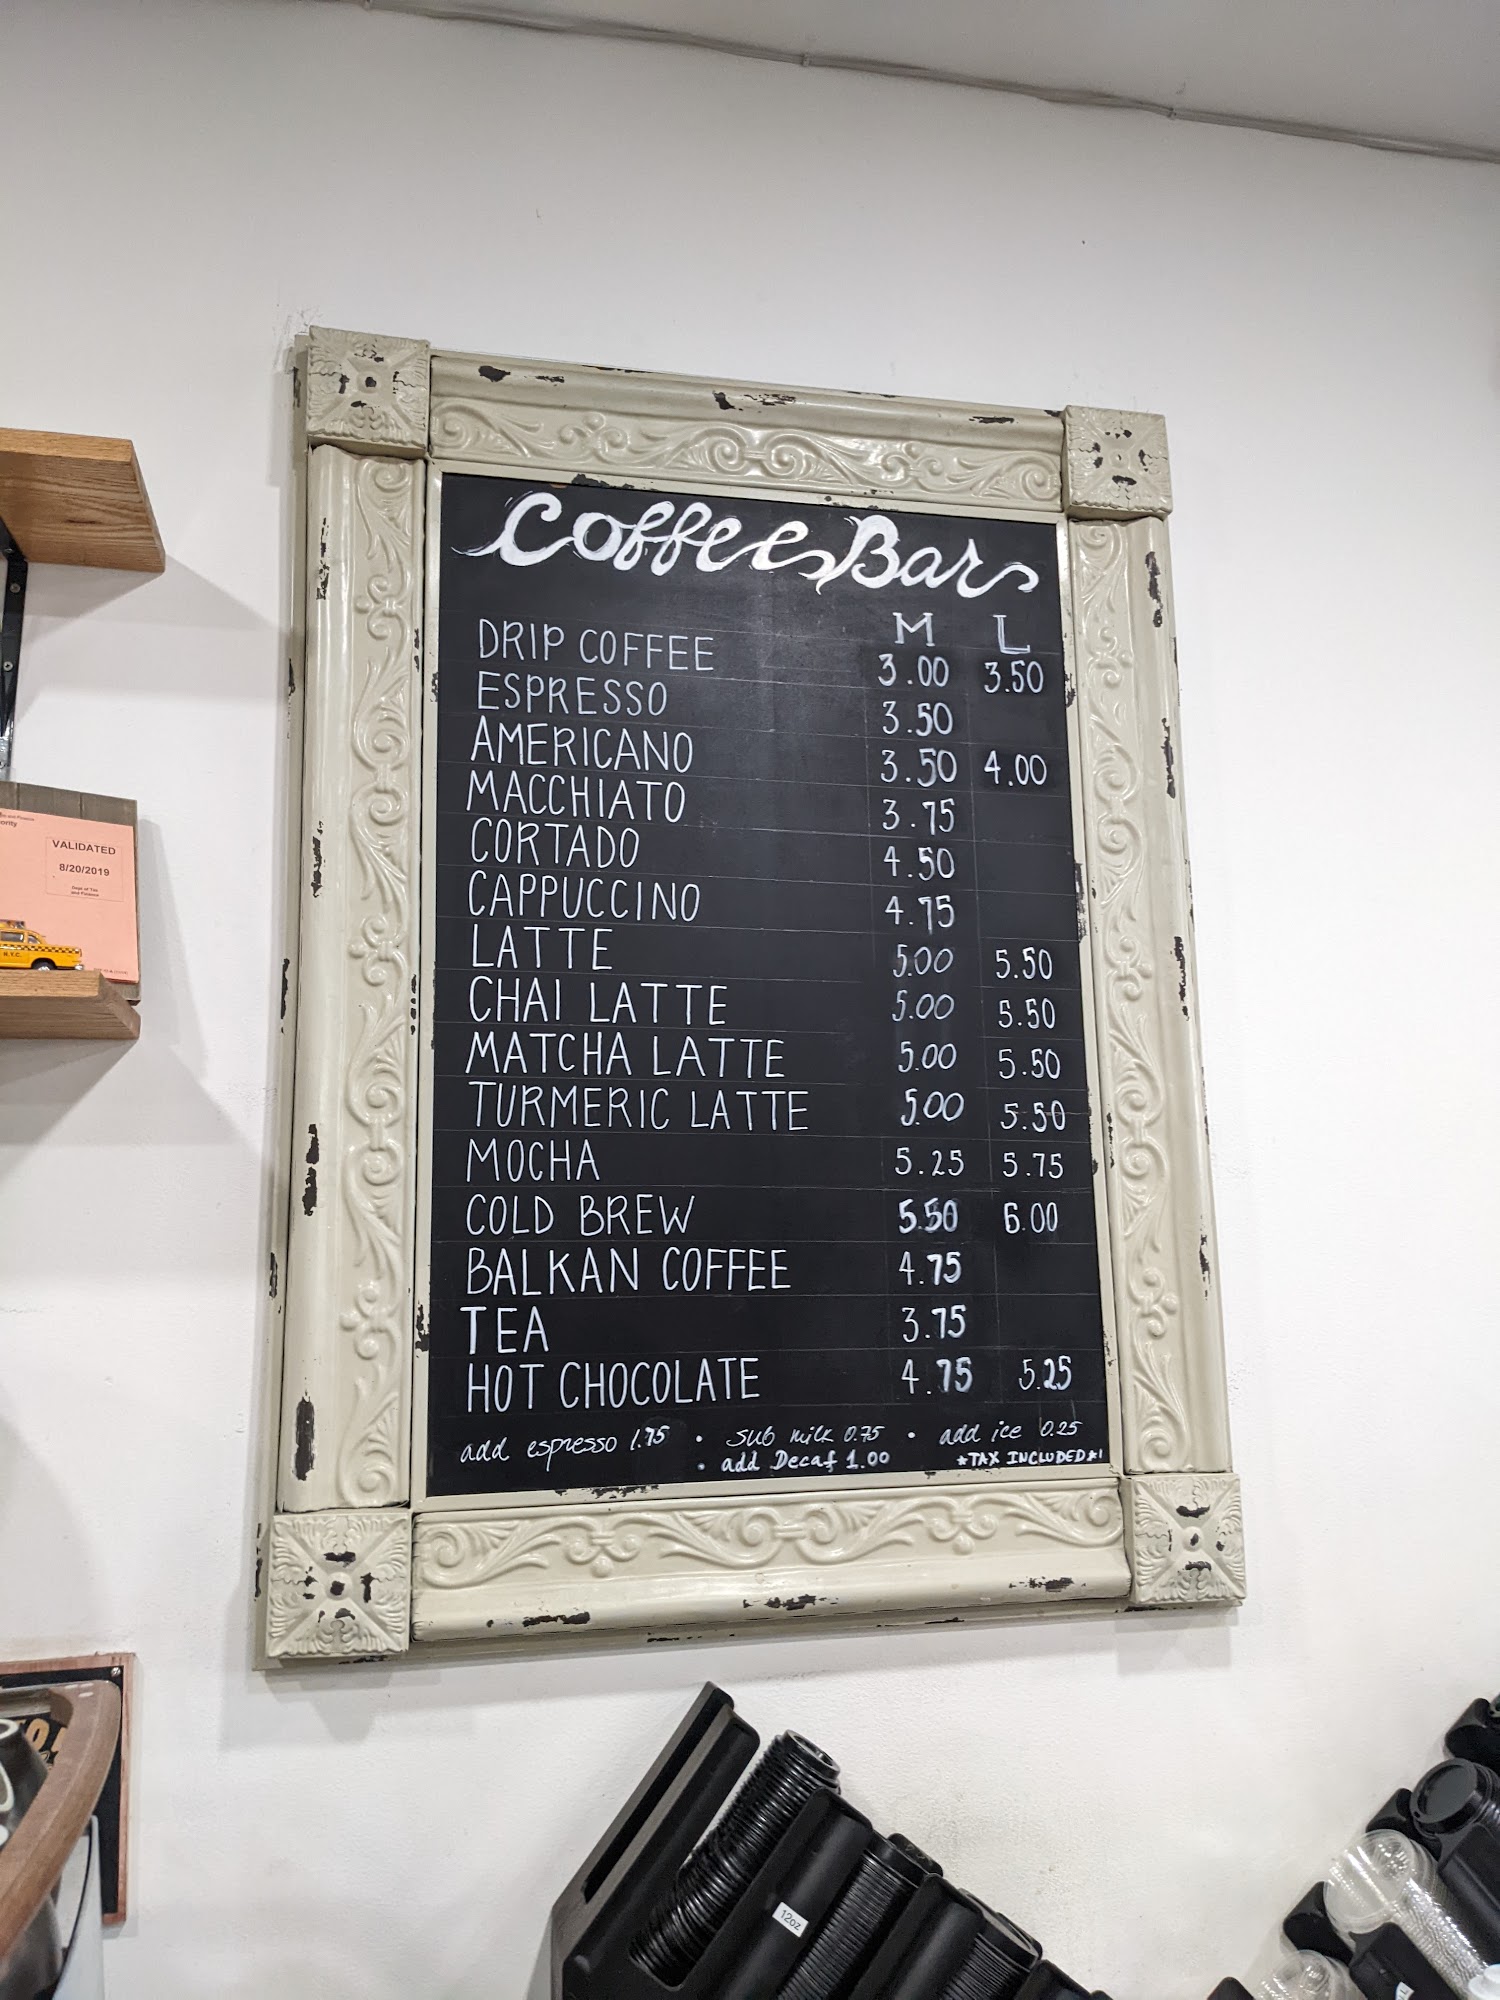 Coffee Bar
M L
DRIP COFFEE 3.00 3.50
ESPRESSO 3.50
AMERICANO 3.50 4.00
MACCHIATO 3.75
CORTADO 4.50
CAPPUCCINO 4.75
LATTE 5.00 5.50
CHAI LATTE 5.00 5.50
MATCHA LATTE 5.00 5.50
TURMERIC LATTE 5.00 5.50
MOCHA 5.25 5.75
COLD BREW 5.50 6.00
BALKAN COFFEE 4.75
TEA 3.75
HOT CHOCOLATE 4.75 5.25
add espresso 1.75 • sub milk 0.75 • add ice 0.25
• add Decaf 1.00 *TAX INCLUDED*!
VALIDATED
8/20/2019
Dept of Tax
and Finance
N.Y.C.
12oz